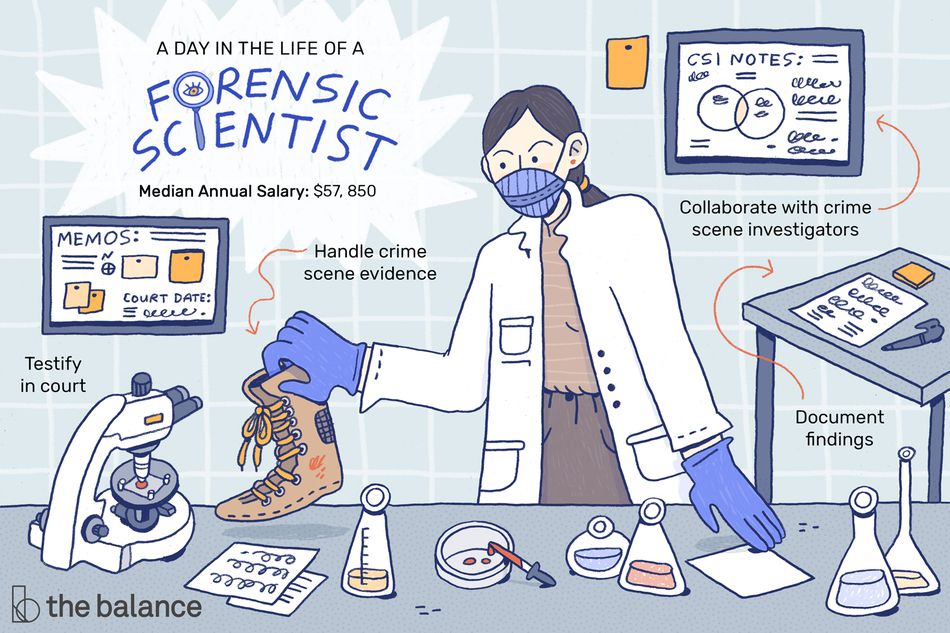 A DAY IN THE LIFE OF A
FORENSIC
SCIENTIST
Median Annual Salary: $57, 850
CSI NOTES:
Collaborate with crime
scene investigators
MEMOS:
N
COURT DATE:
Handle crime
scene evidence
Testify
in court
Document
findings
the balance